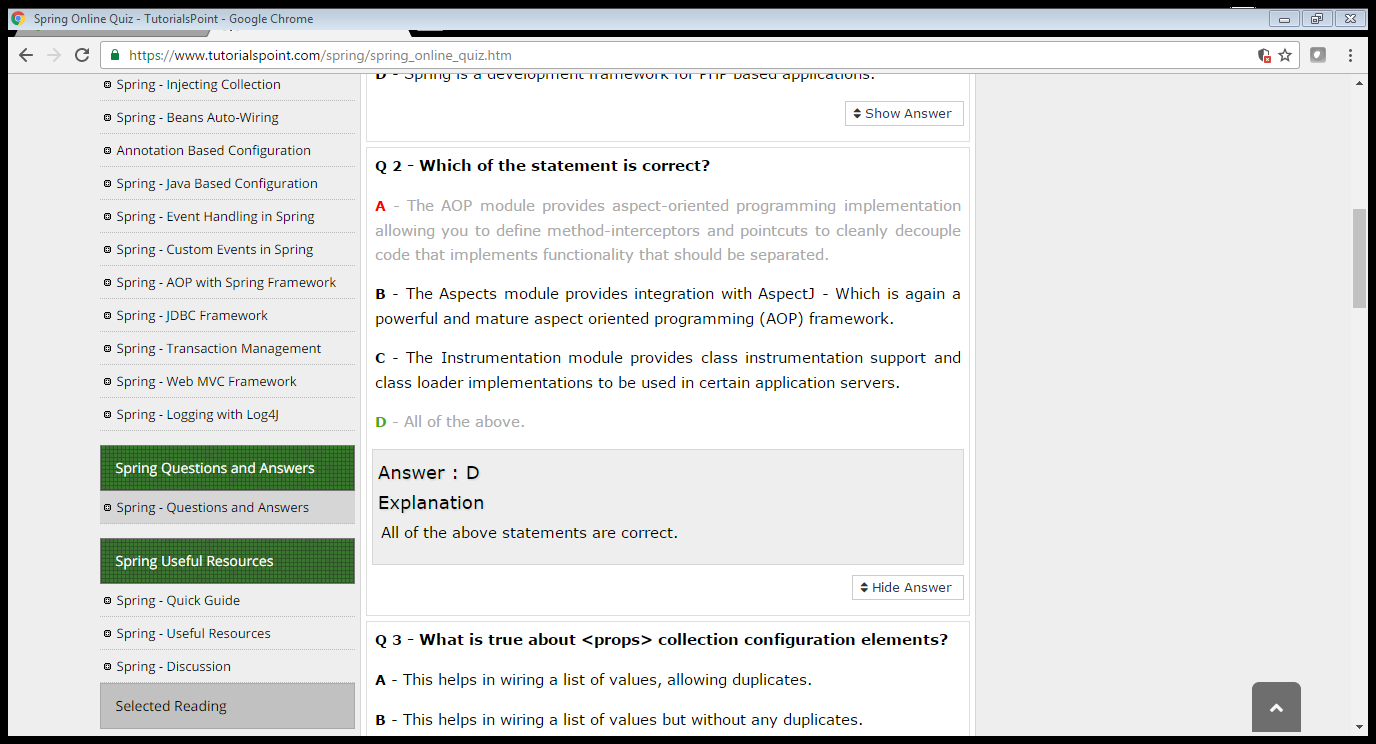 Spring Online Quiz - TutorialsPoint - Google Chrome
https://www.tutorialspoint.com/spring/spring_online_quiz.htm
Spring - Injecting Collection
Spring - Beans Auto-Wiring
Annotation Based Configuration
Spring - Java Based Configuration
Spring - Event Handling in Spring
Spring - Custom Events in Spring
Spring - AOP with Spring Framework
Spring - JDBC Framework
Spring - Transaction Management
Spring - Web MVC Framework
Spring - Logging with Log4J
Spring Questions and Answers
Spring - Questions and Answers
Spring Useful Resources
Spring - Quick Guide
Spring - Useful Resources
Spring - Discussion
Selected Reading
D - Spring is a development framework for PHP based applications.
Show Answer
Q 2 - Which of the statement is correct?
A - The AOP module provides aspect-oriented programming implementation
allowing you to define method-interceptors and pointcuts to cleanly decouple
code that implements functionality that should be separated.
B - The Aspects module provides integration with AspectJ - Which is again a
powerful and mature aspect oriented programming (AOP) framework.
C - The Instrumentation module provides class instrumentation support and
class loader implementations to be used in certain application servers.
D - All of the above.
Answer : D
Explanation
All of the above statements are correct.
Hide Answer
Q 3 - What is true about <props> collection configuration elements?
A - This helps in wiring a list of values, allowing duplicates.
B - This helps in wiring a list of values but without any duplicates.